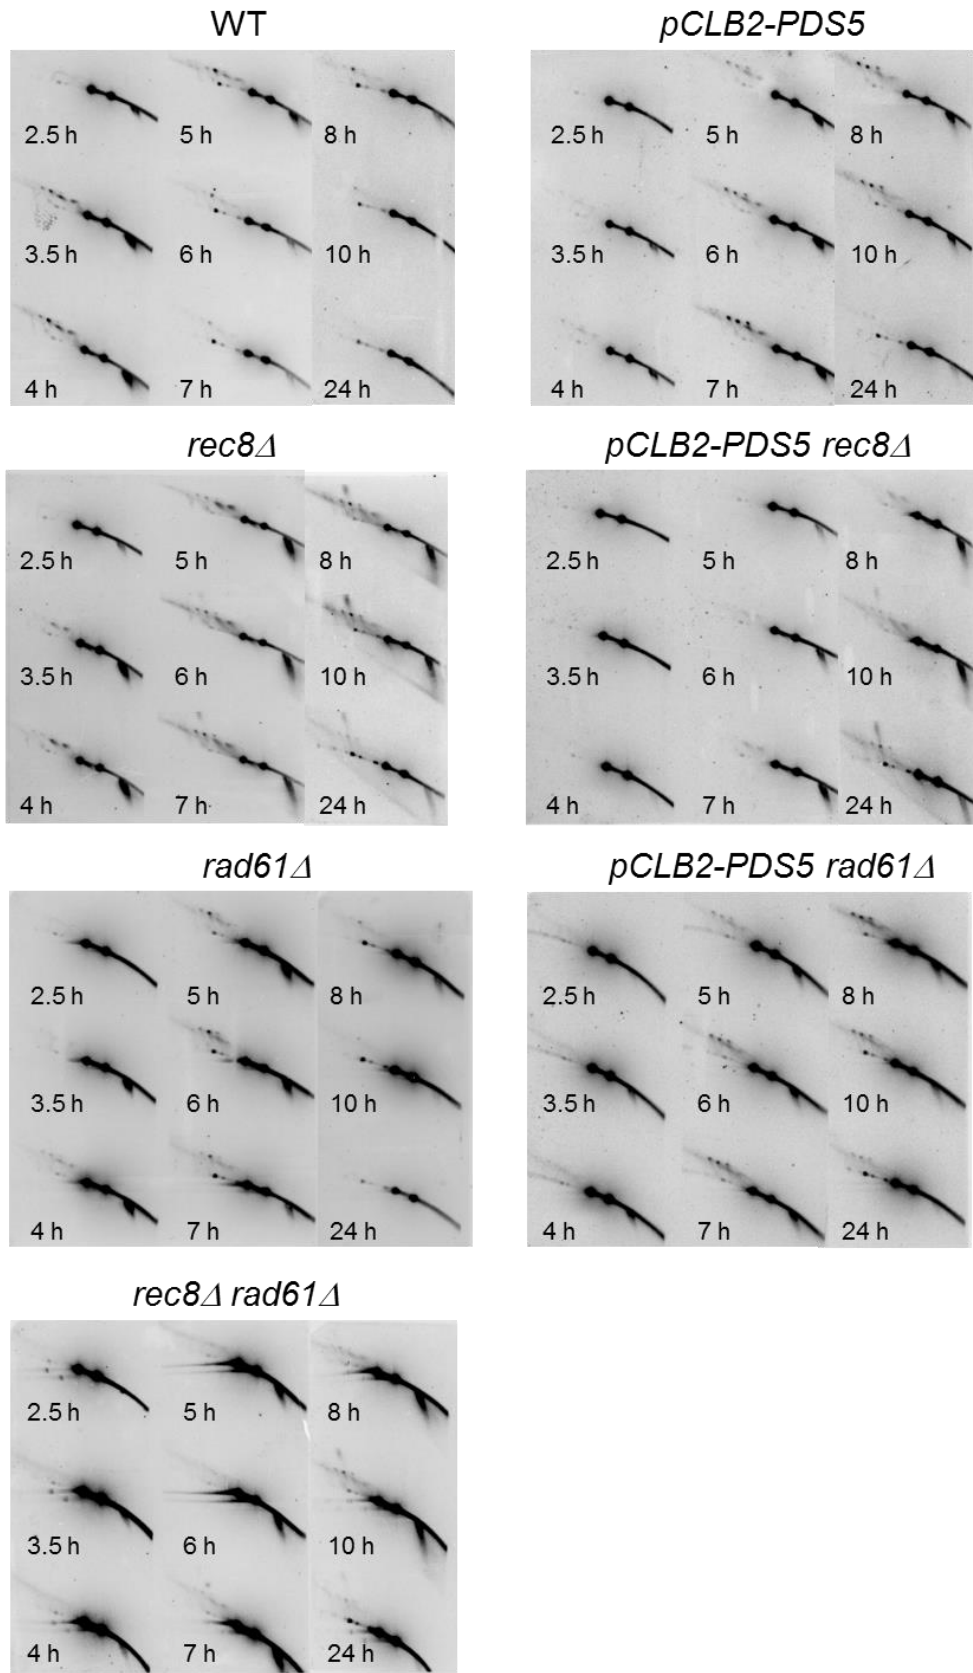 WT
2.5 h 5 h 8 h
3.5 h 6 h 10 h
4 h 7 h 24 h
pCLB2-PDS5
2.5 h 5 h 8 h
3.5 h 6 h 10 h
4 h 7 h 24 h
rec8Δ
2.5 h 5 h 8 h
3.5 h 6 h 10 h
4 h 7 h 24 h
pCLB2-PDS5 rec8Δ
2.5 h 5 h 8 h
3.5 h 6 h 10 h
4 h 7 h 24 h
rad61Δ
2.5 h 5 h 8 h
3.5 h 6 h 10 h
4 h 7 h 24 h
pCLB2-PDS5 rad61Δ
2.5 h 5 h 8 h
3.5 h 6 h 10 h
4 h 7 h 24 h
rec8Δ rad61Δ
2.5 h 5 h 8 h
3.5 h 6 h 10 h
4 h 7 h 24 h